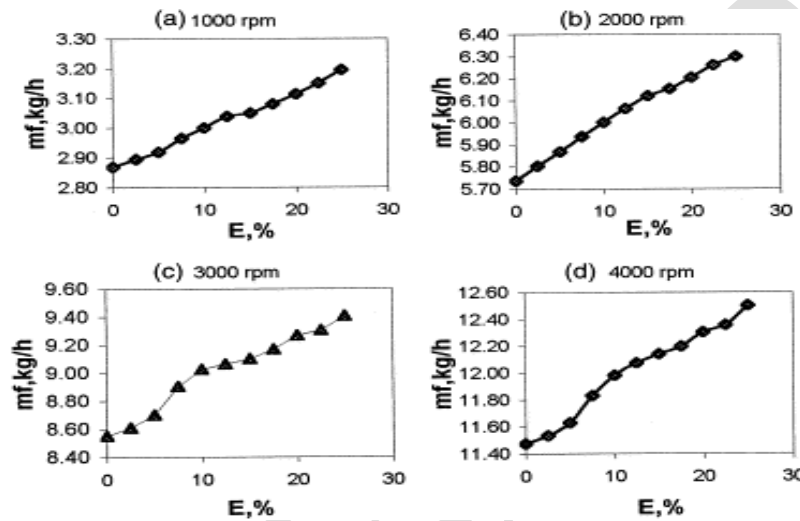 (a) 1000 rpm
3.30
3.20
3.10
3.00
2.90
2.80
mf,kg/h
0 10 20 30
E,%
(b) 2000 rpm
6.40
6.30
6.20
6.10
6.00
5.90
5.80
5.70
mf,kg/h
0 10 20 30
E,%
(c) 3000 rpm
9.60
9.40
9.20
9.00
8.80
8.60
8.40
mf,kg/h
0 10 20 30
E,%
(d) 4000 rpm
12.60
12.40
12.20
12.00
11.80
11.60
11.40
mf,kg/h
0 10 20 30
E,%